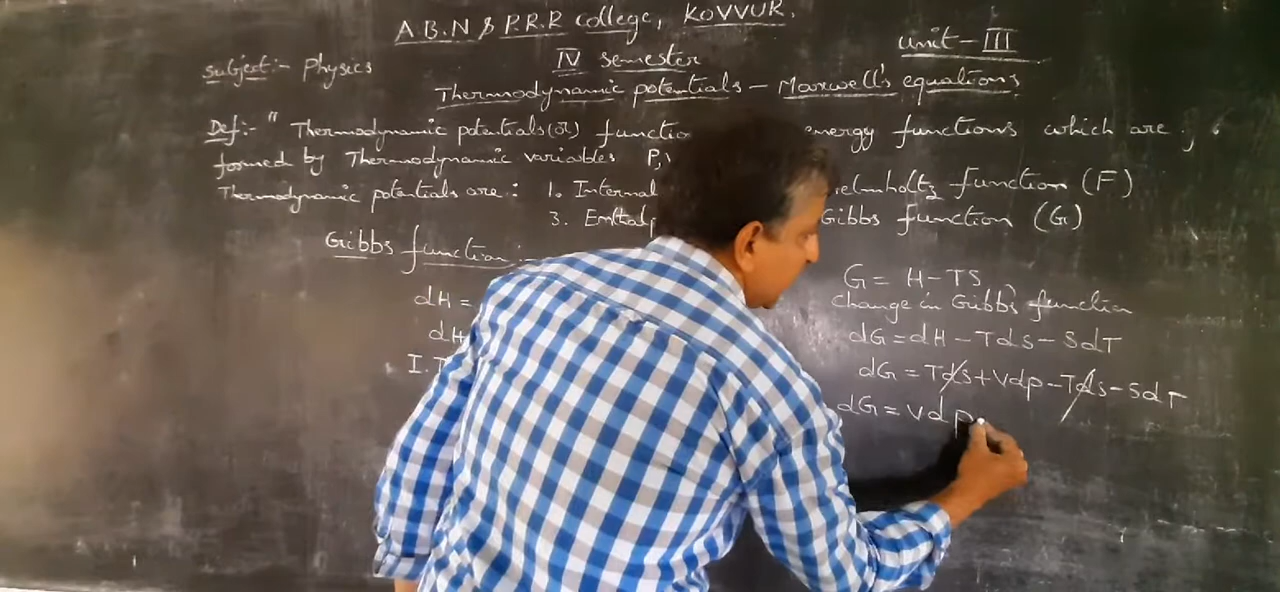 A.B.N & P.R.R College, KOVVUR.
IV semester
unit-III
subject:- Physics
Thermodynamic potentials - Maxwell's equations
Def:- " Thermodynamic potentials (or) energy functions which are
formed by Thermodynamic variables P,
Thermodynamic potentials are: 1. Internal function (F)
3. Gibbs function (G)
Gibbs function:-
dH =
dH
G = H-TS
change in Gibbs function
dG = dH - Tds - SdT
dG = Tds + Vdp - Tds - SdT
dG = Vdp